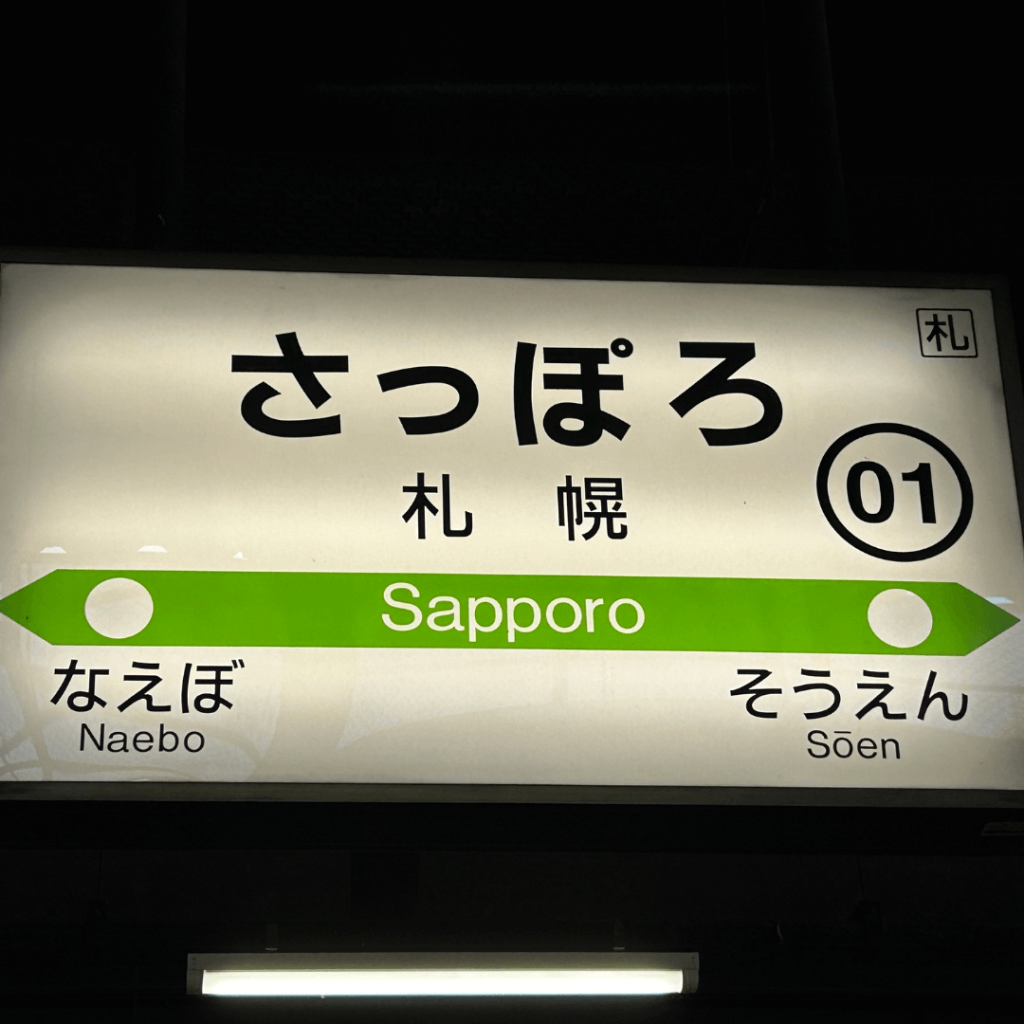 札
さっぽろ
札 幌
01
Sapporo
なえぼ
Naebo
そうえん
Sōen